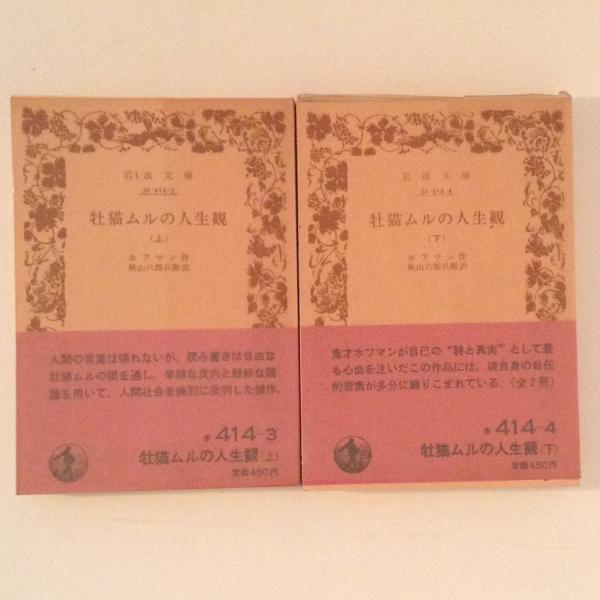 岩波文庫
32-414-3
牡猫ムルの人生観
(上)
ホフマン作
秋山六郎兵衛訳
人間の言葉は喋れないが、読み書きは自由な
牡猫ムルの眼を通し、辛辣な皮肉と軽妙な諧
謔を用いて、人間社会を痛烈に批判した傑作。
赤 414-3
牡猫ムルの人生観(上)
定価450円
岩波文庫
32-414-4
牡猫ムルの人生観
(下)
ホフマン作
秋山六郎兵衛訳
鬼才ホフマンが自己の“詩と真実”として最
も心血を注いだこの作品には、彼自身の自伝
的要素が多分に織りこまれている。(全2冊)
赤 414-4
牡猫ムルの人生観(下)
定価450円